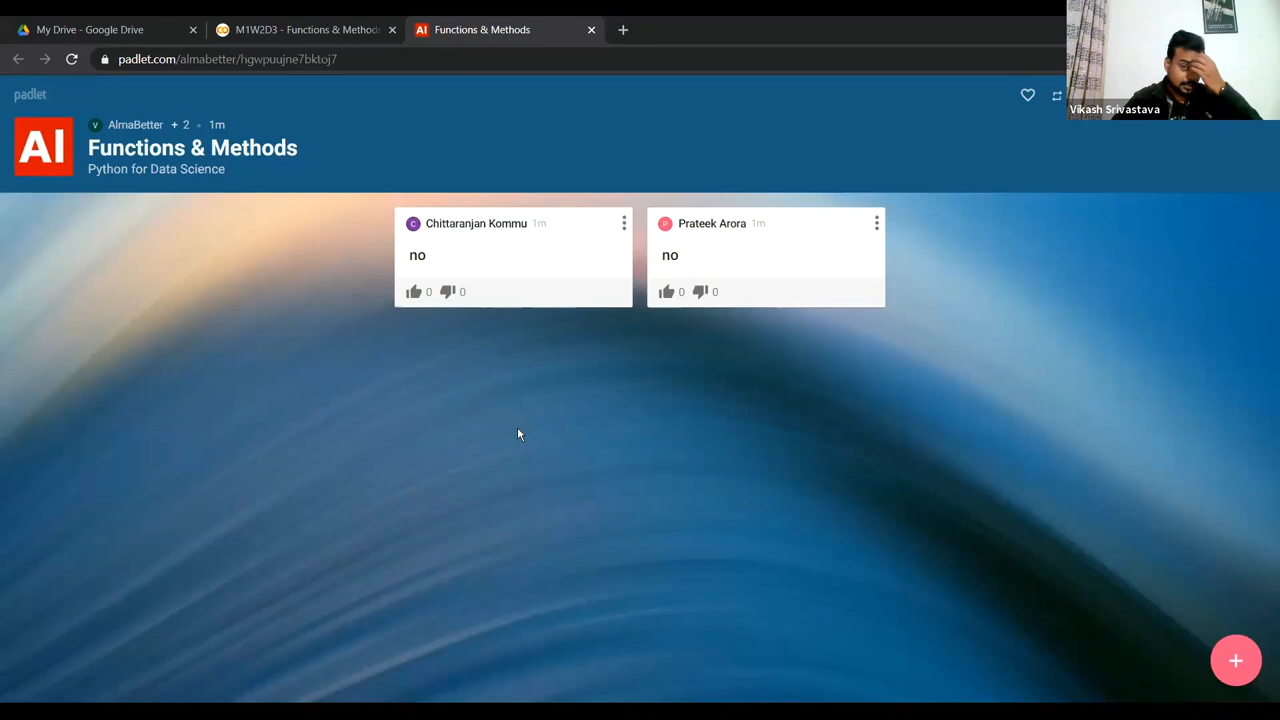 My Drive - Google Drive
M1W2D3 - Functions & Method
Functions & Methods
padlet.com/almabetter/hgwpuujne7bktoj7
Vikash Srivastava
padlet
AI
V AlmaBetter + 2 • 1m
Functions & Methods
Python for Data Science
C Chittaranjan Kommu 1m
no
0 0
P Prateek Arora 1m
no
0 0